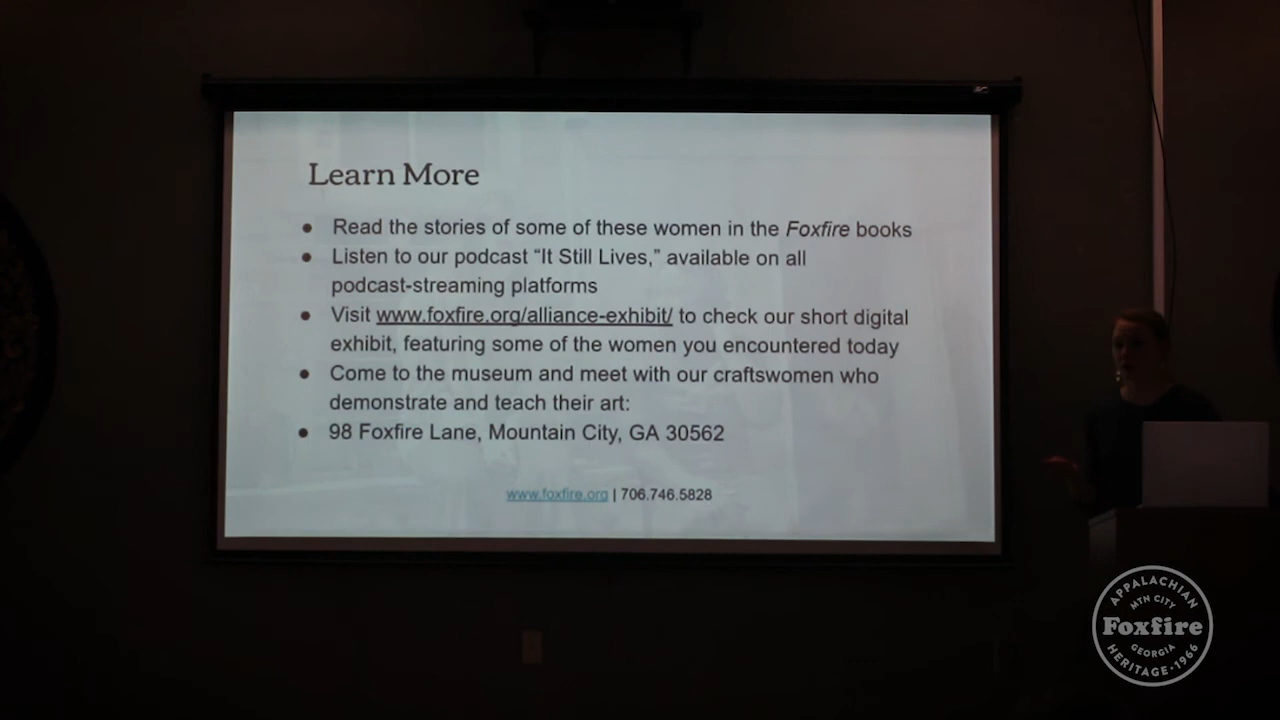 Learn More
● Read the stories of some of these women in the Foxfire books
● Listen to our podcast “It Still Lives,” available on all
podcast-streaming platforms
● Visit www.foxfire.org/alliance-exhibit/ to check our short digital
exhibit, featuring some of the women you encountered today
● Come to the museum and meet with our craftswomen who
demonstrate and teach their art:
● 98 Foxfire Lane, Mountain City, GA 30562
www.foxfire.org | 706.746.5828
APPALACHIAN
MTN CITY
Foxfire
GEORGIA
HERITAGE • 1966